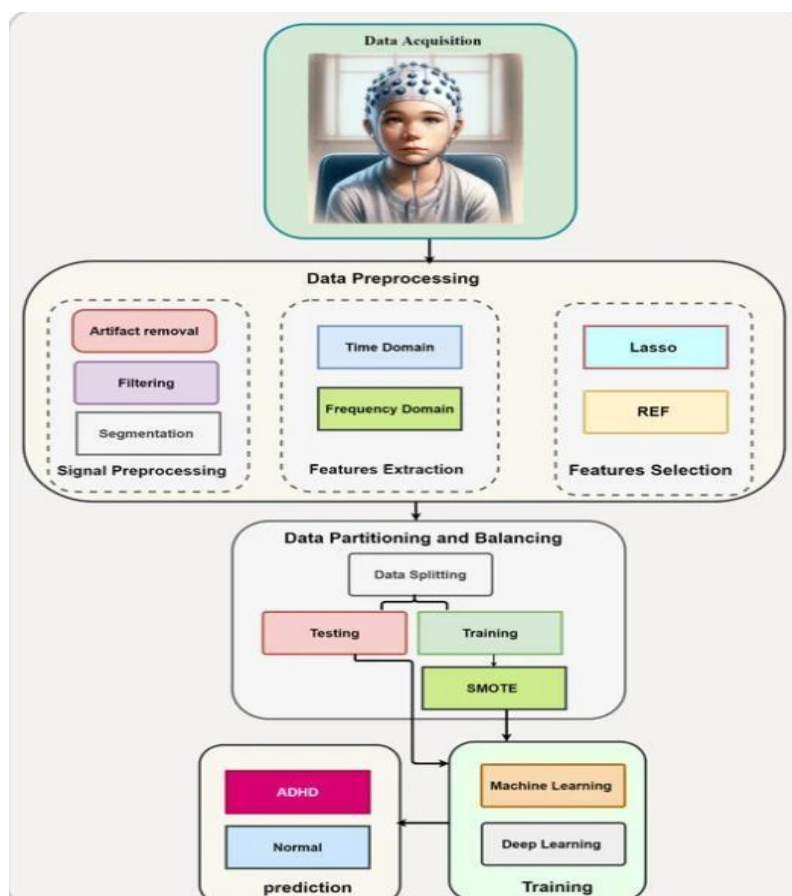 Data Acquisition
Data Preprocessing
Artifact removal
Filtering
Segmentation
Signal Preprocessing
Time Domain
Frequency Domain
Features Extraction
Lasso
REF
Features Selection
Data Partitioning and Balancing
Data Splitting
Testing
Training
SMOTE
ADHD
Normal
prediction
Machine Learning
Deep Learning
Training